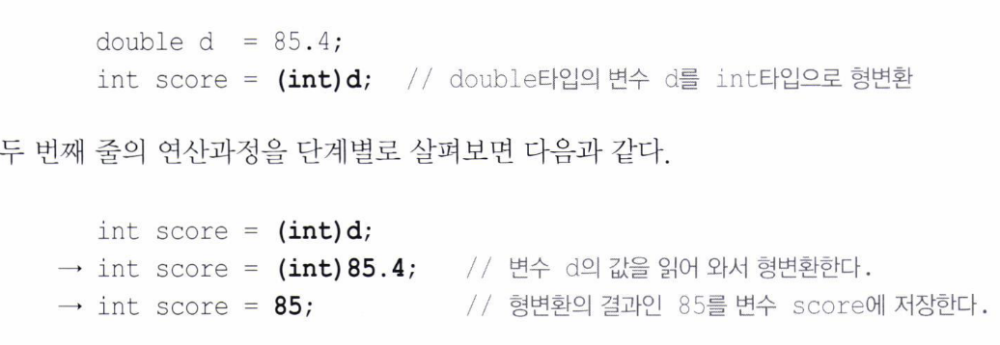 double d = 85.4;
int score = (int)d; // double타입의 변수 d를 int타입으로 형변환
두 번째 줄의 연산과정을 단계별로 살펴보면 다음과 같다.
int score = (int)d;
→ int score = (int)85.4; // 변수 d의 값을 읽어 와서 형변환한다.
→ int score = 85; // 형변환의 결과인 85를 변수 score에 저장한다.